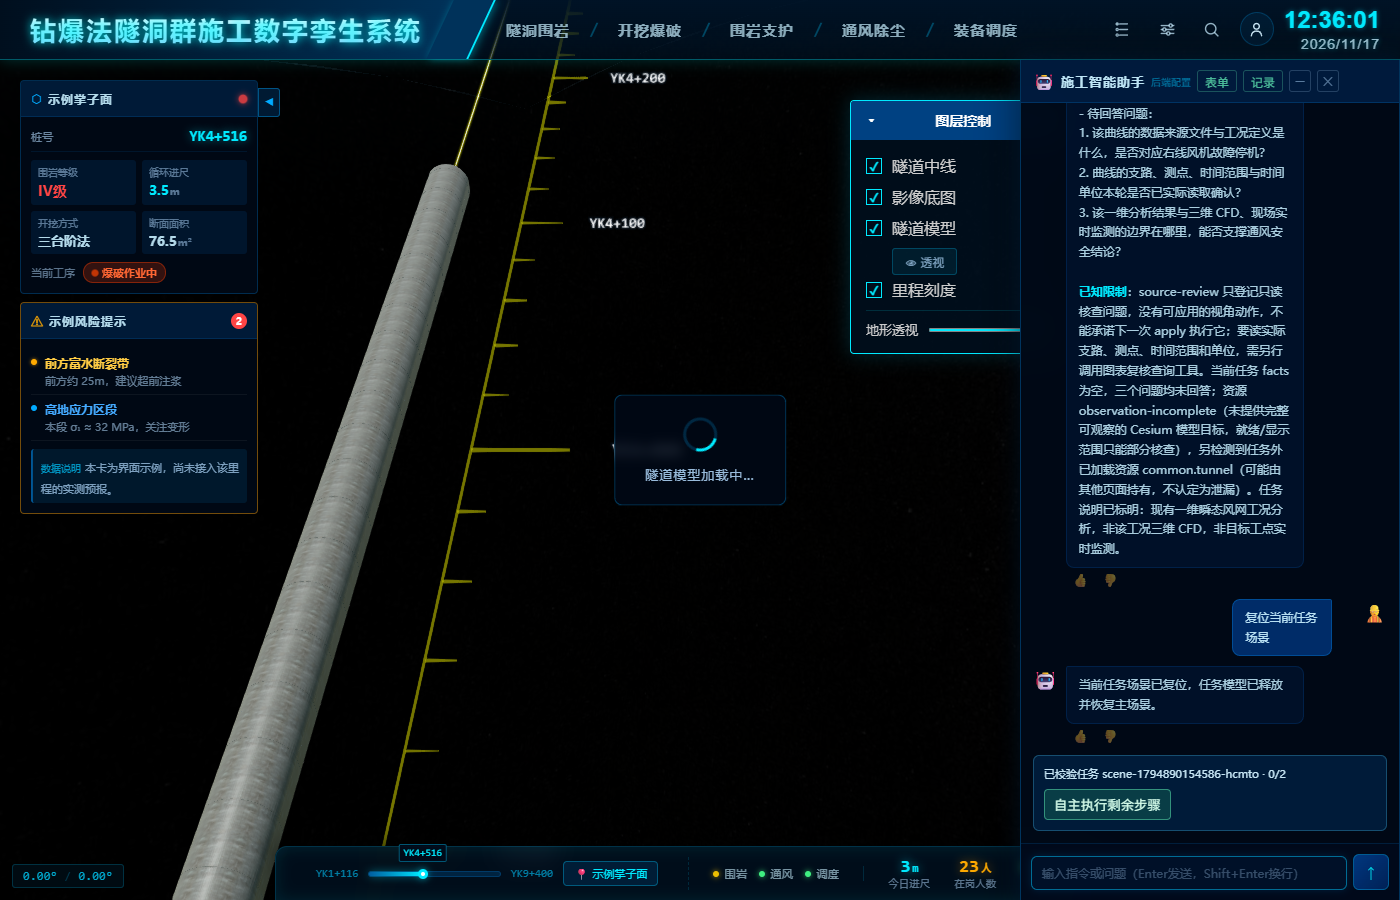 钻爆法隧洞群施工数字孪生系统
隧洞围岩 / 开挖爆破 / 围岩支护 / 通风除尘 / 装备调度
12:36:01
2026/11/17
示例掌子面
桩号 YK4+516
围岩等级 循环进尺
IV级 3.5m
开挖方式 断面面积
三台阶法 76.5m²
当前工序 爆破作业中
示例风险提示 2
前方富水断裂带
前方约 25m，建议超前注浆
高地应力区段
本段 σ₁ ≈ 32 MPa，关注变形
数据说明 本卡为界面示例，尚未接入该里
程的实测预报。
YK4+200
YK4+100
隧道模型加载中...
图层控制
隧道中线
影像底图
隧道模型
透视
里程刻度
地形透视
施工智能助手 后端配置 表单 记录
- 待回答问题:
1. 该曲线的数据来源文件与工况定义是
什么，是否对应右线风机故障停机?
2. 曲线的支路、测点、时间范围与时间
单位本轮是否已实际读取确认?
3. 该一维分析结果与三维 CFD、现场实
时监测的边界在哪里，能否支撑通风安
全结论?
已知限制：source-review 只登记只读
核查问题，没有可应用的视角动作，不
能承诺下一次 apply 执行它；要读实际
支路、测点、时间范围和单位，需另行
调用图表复核查询工具。当前任务 facts
为空，三个问题均未回答；资源
observation-incomplete（未提供完整
可观察的 Cesium 模型目标，就绪/显示
范围只能部分核查），另检测到任务外
已加载资源 common.tunnel（可能由
其他页面持有，不认定为泄漏）。任务
说明已标明：现有一维瞬态风网工况分
析，非该工况三维 CFD，非目标工点实
时监测。
复位当前任务
场景
当前任务场景已复位，任务模型已释放
并恢复主场景。
已校验任务 scene-1794890154586-hcmto · 0/2
自主执行剩余步骤
输入指令或问题（Enter发送，Shift+Enter换行） ↑
0.00° / 0.00°
YK4+516
YK1+116 YK9+400 示例掌子面
围岩 通风 调度
3m 23人
今日进尺 在岗人数